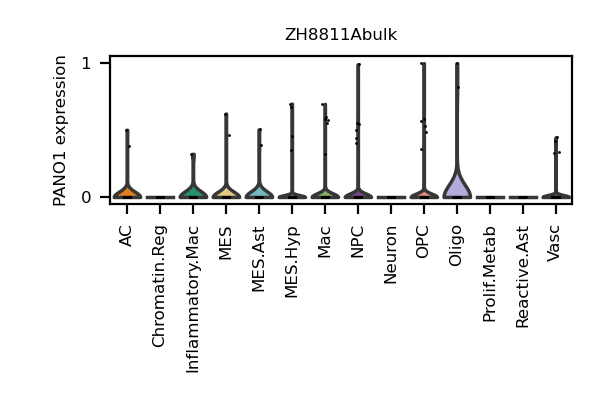 ZH8811Abulk
PANO1 expression
1
0
AC
Chromatin.Reg
Inflammatory.Mac
MES
MES.Ast
MES.Hyp
Mac
NPC
Neuron
OPC
Oligo
Prolif.Metab
Reactive.Ast
Vasc